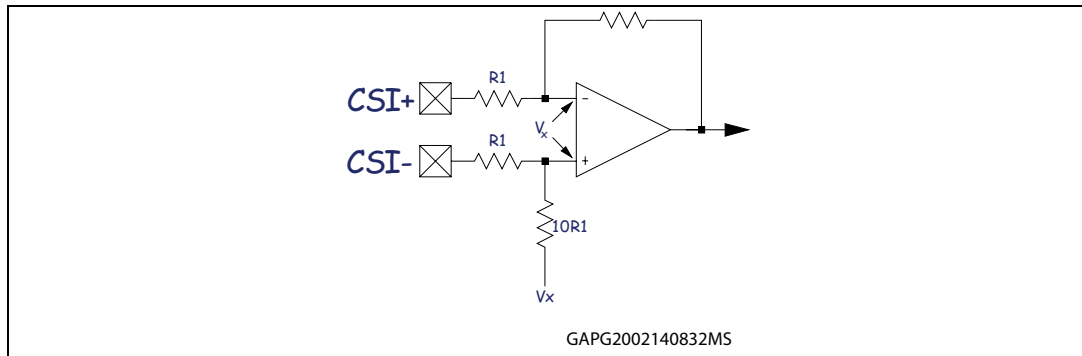 R1
CSI+
-
Vx
R1
CSI-
+
10R1
Vx
GAPG2002140832MS